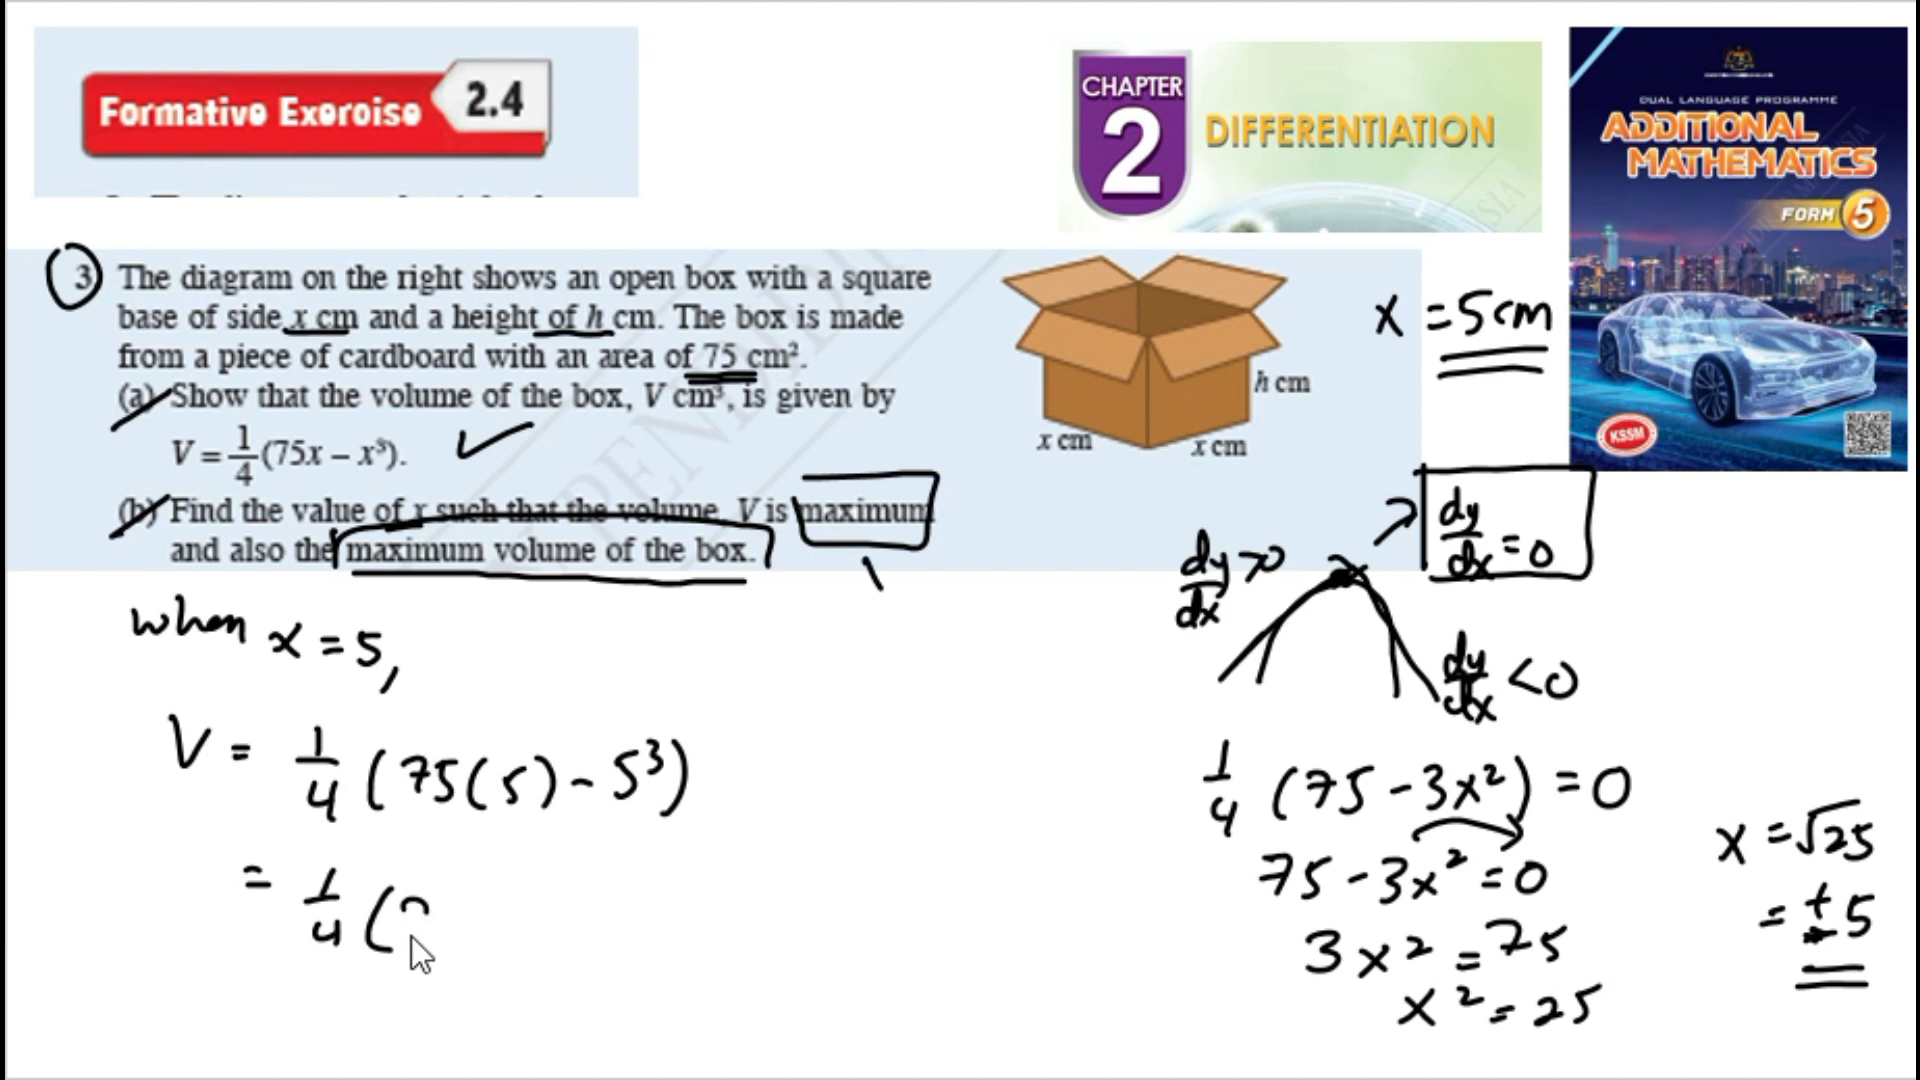 Formative Exercise 2.4
CHAPTER
2
DIFFERENTIATION
DUAL LANGUAGE PROGRAMME
ADDITIONAL
MATHEMATICS
FORM 5
KSSM
3 The diagram on the right shows an open box with a square
base of side x cm and a height of h cm. The box is made
from a piece of cardboard with an area of 75 cm².
(a) Show that the volume of the box, V cm³, is given by
V = 1/4 (75x – x³).
(b) Find the value of x such that the volume, V is maximum
and also the maximum volume of the box.
h cm
x cm
x cm
x = 5 cm
dy/dx > 0
dy/dx = 0
dy/dx < 0
when x = 5,
V = 1/4 (75(5) - 5³)
= 1/4 (
1/4 (75 - 3x²) = 0
75 - 3x² = 0
3x² = 75
x² = 25
x = √25
= ±5